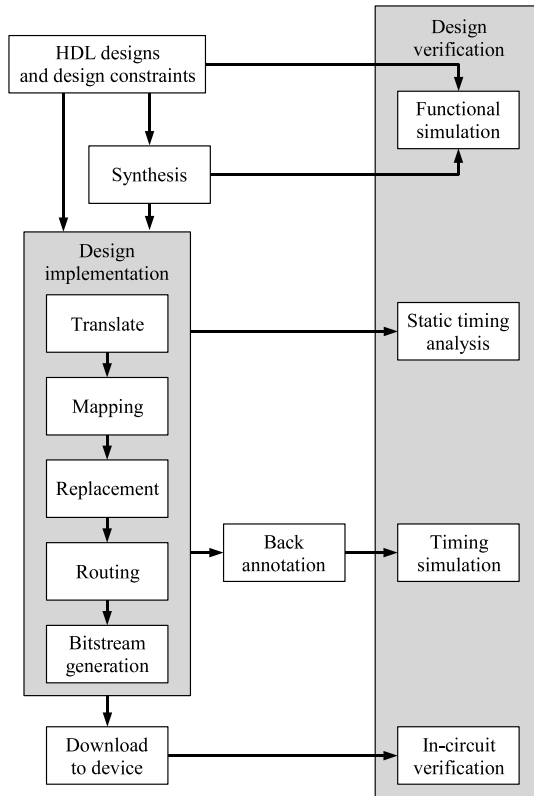 HDL designs
and design constraints
Design
verification
Functional
simulation
Synthesis
Design
implementation
Translate
Static timing
analysis
Mapping
Replacement
Back
annotation
Timing
simulation
Routing
Bitstream
generation
Download
to device
In-circuit
verification